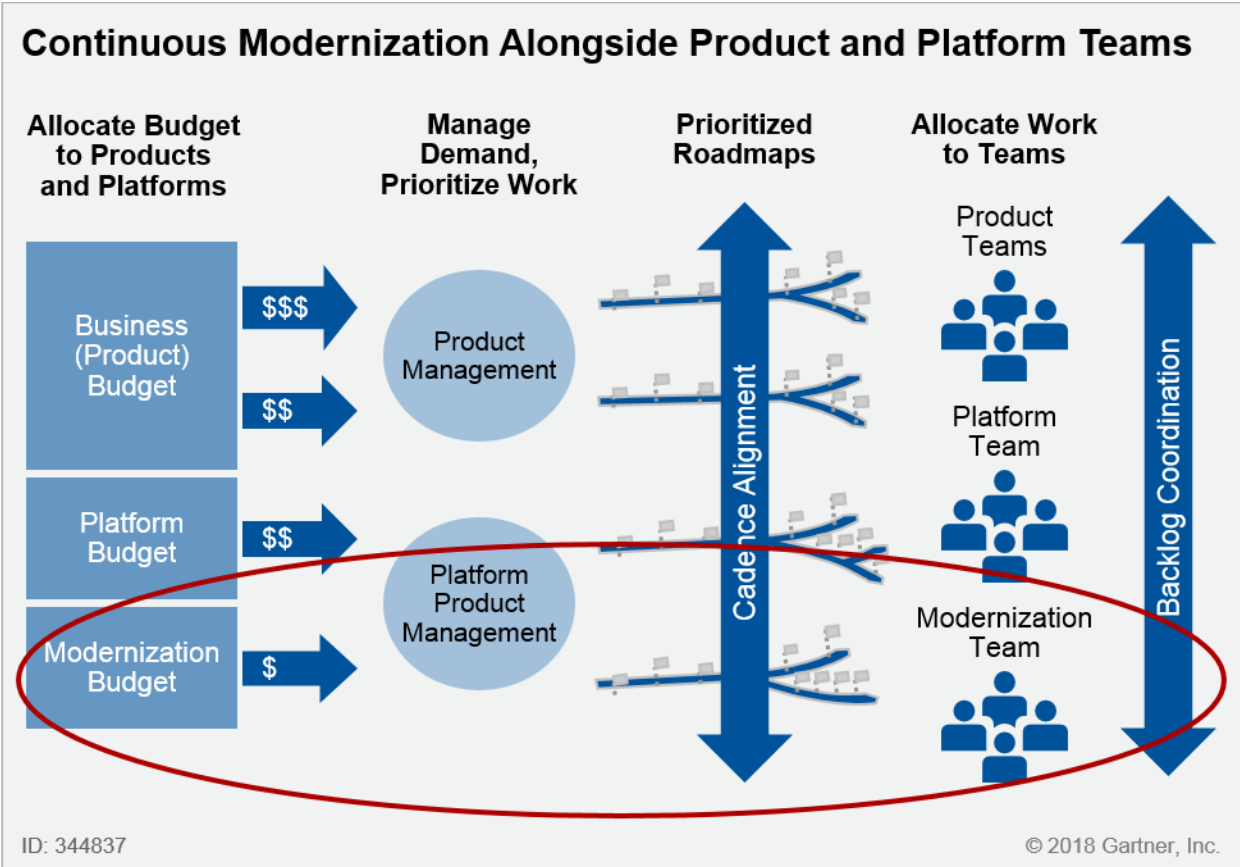 Continuous Modernization Alongside Product and Platform Teams
Allocate Budget
to Products
and Platforms
Manage
Demand,
Prioritize Work
Prioritized
Roadmaps
Allocate Work
to Teams
Business
(Product)
Budget
$$$
$$
Product
Management
Product
Teams
Platform
Budget
$$
Platform
Team
Modernization
Budget
$
Platform
Product
Management
Modernization
Team
Cadence Alignment
Backlog Coordination
ID: 344837
© 2018 Gartner, Inc.